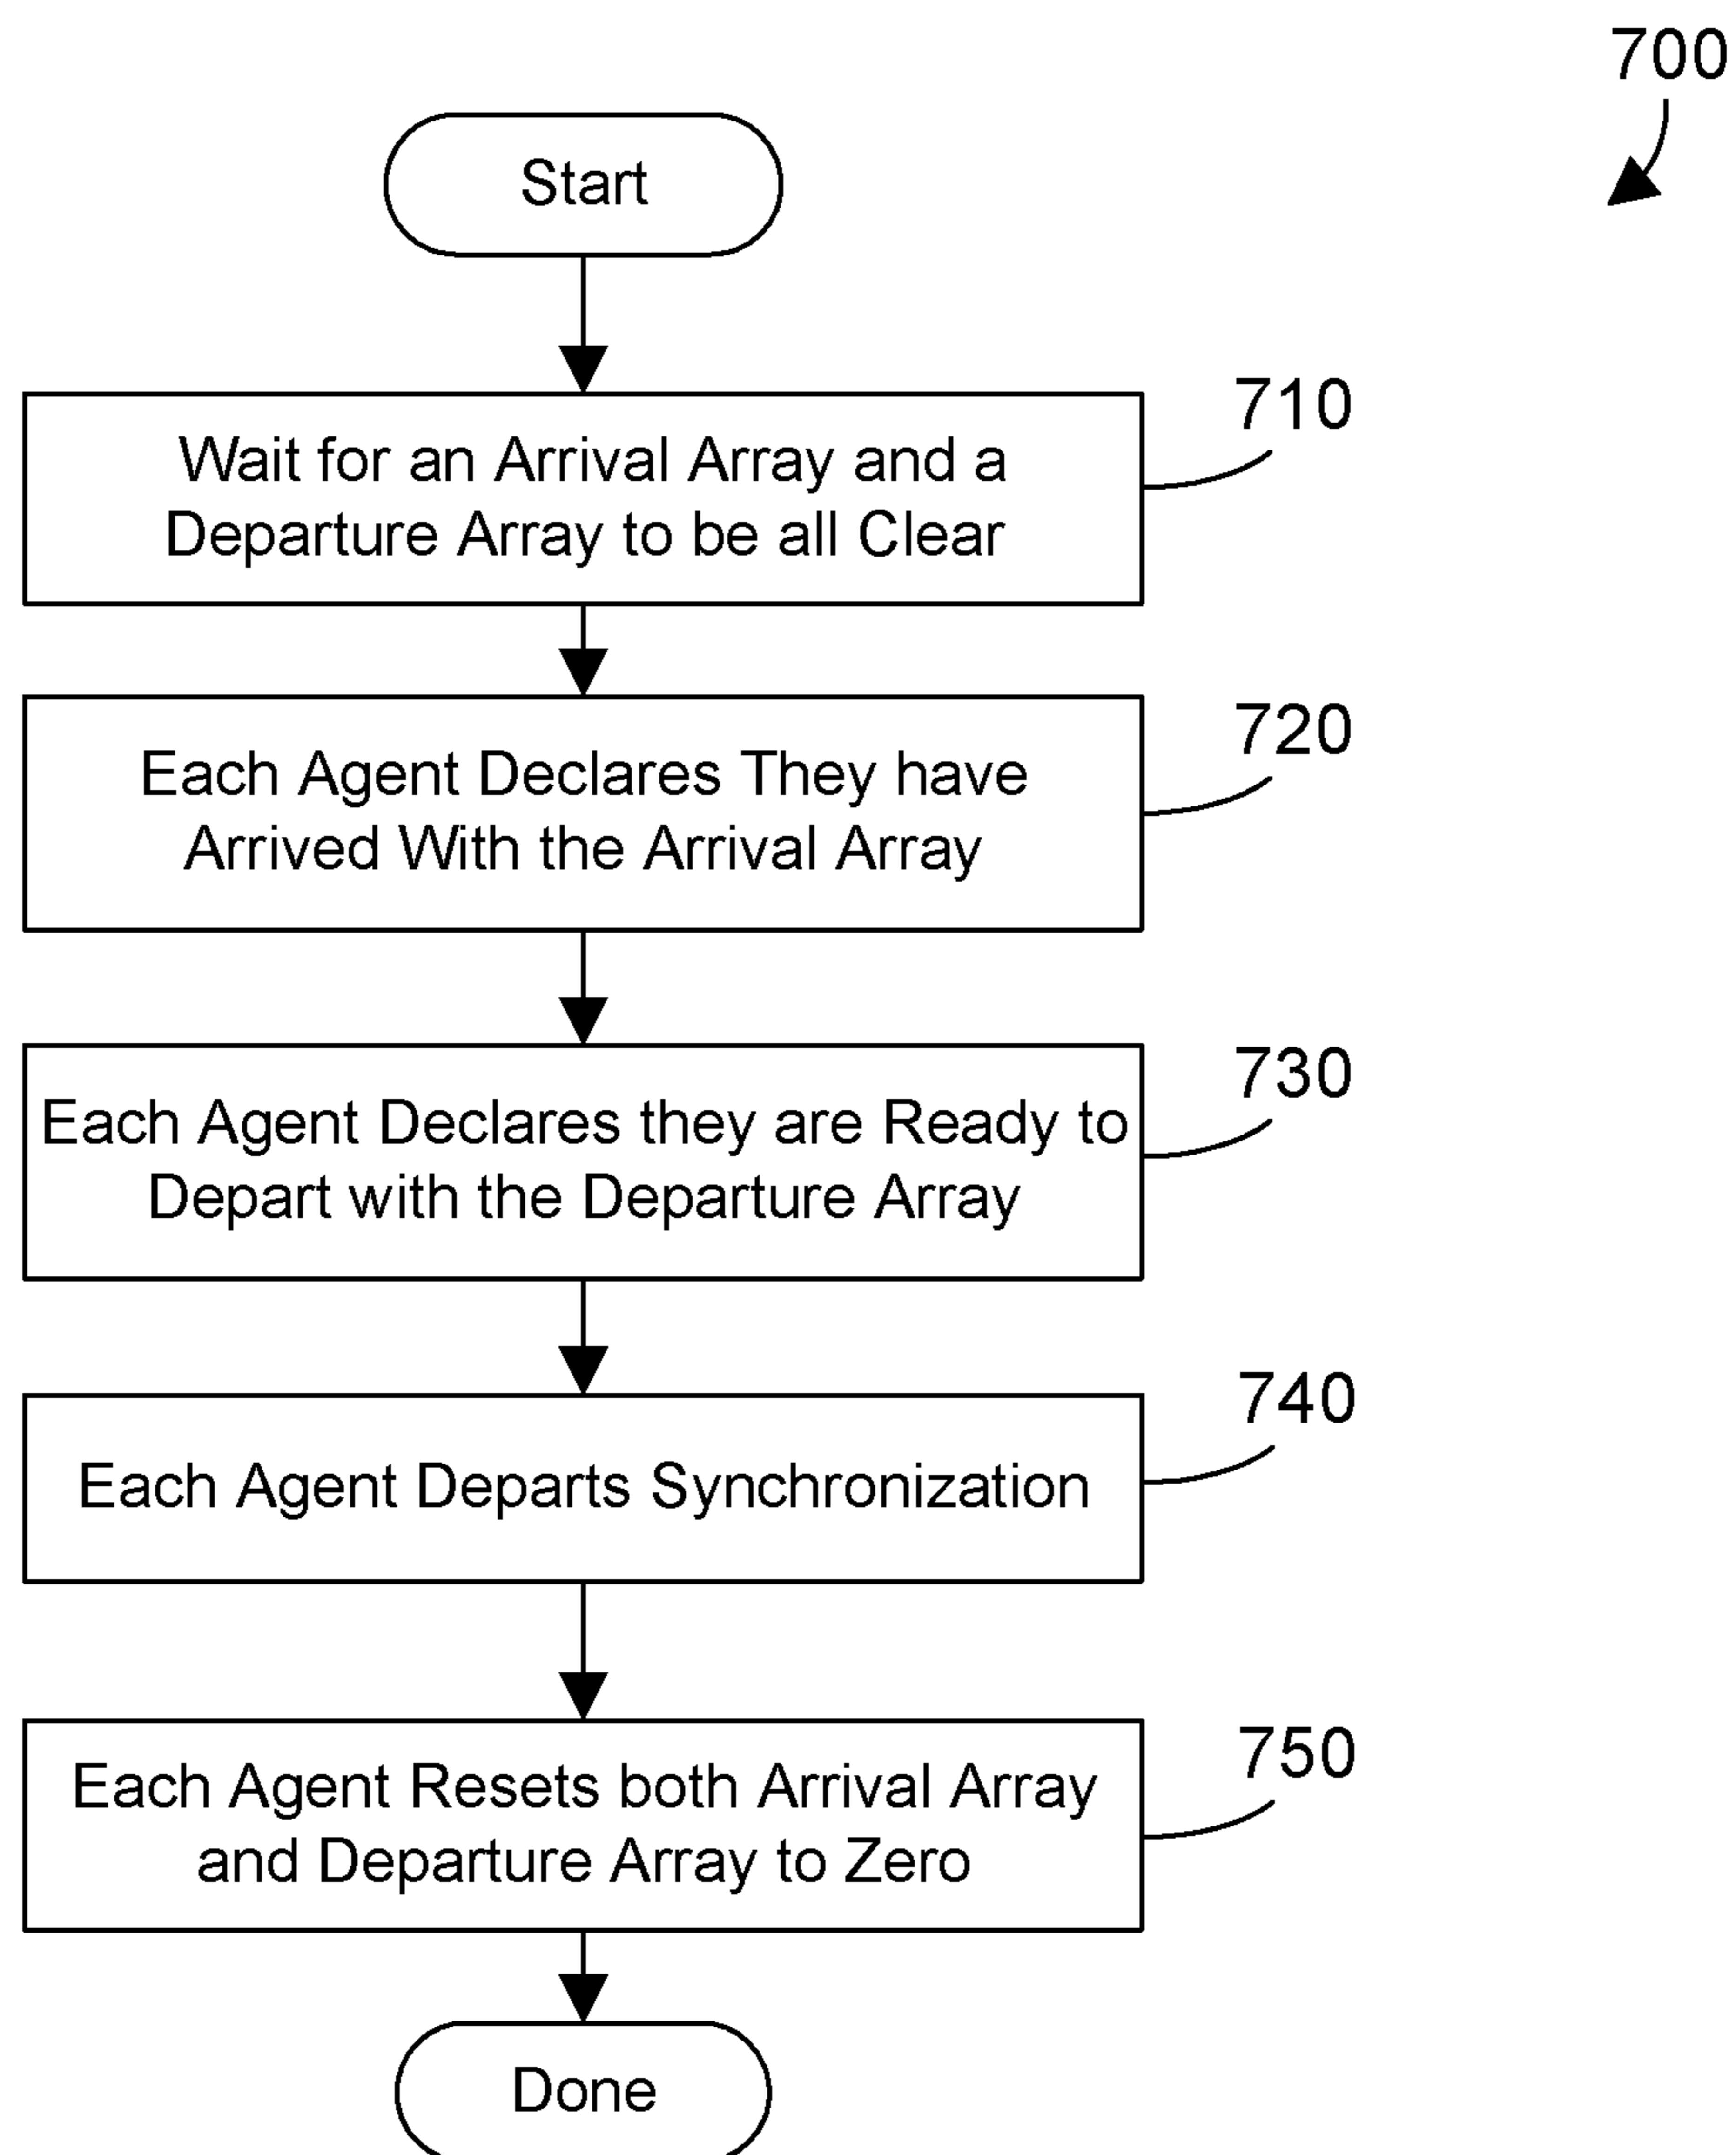 700
Start
Wait for an Arrival Array and a
Departure Array to be all Clear
710
Each Agent Declares They have
Arrived With the Arrival Array
720
Each Agent Declares they are Ready to
Depart with the Departure Array
730
Each Agent Departs Synchronization
740
Each Agent Resets both Arrival Array
and Departure Array to Zero
750
Done